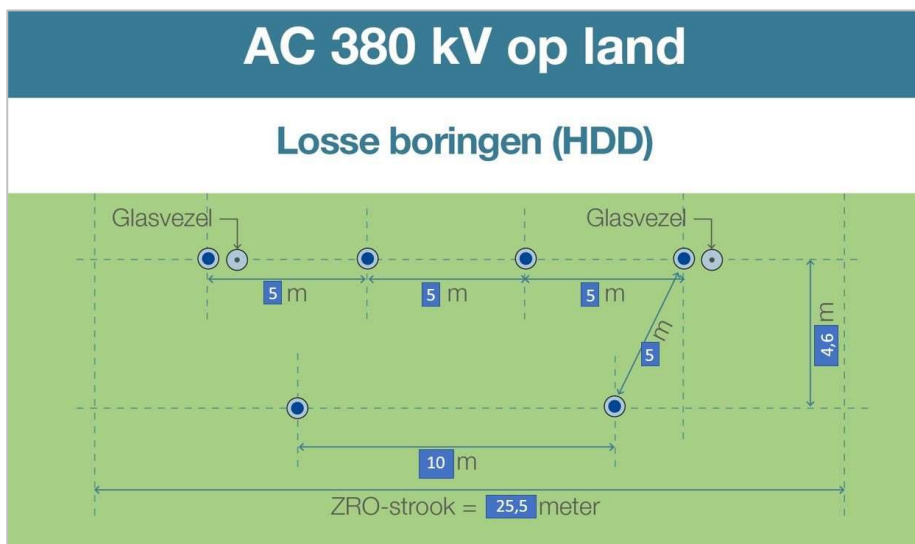 AC 380 kV op land
Losse boringen (HDD)
Glasvezel
Glasvezel
5 m
5 m
5 m
5 m
4,6 m
10 m
ZRO-strook = 25,5 meter